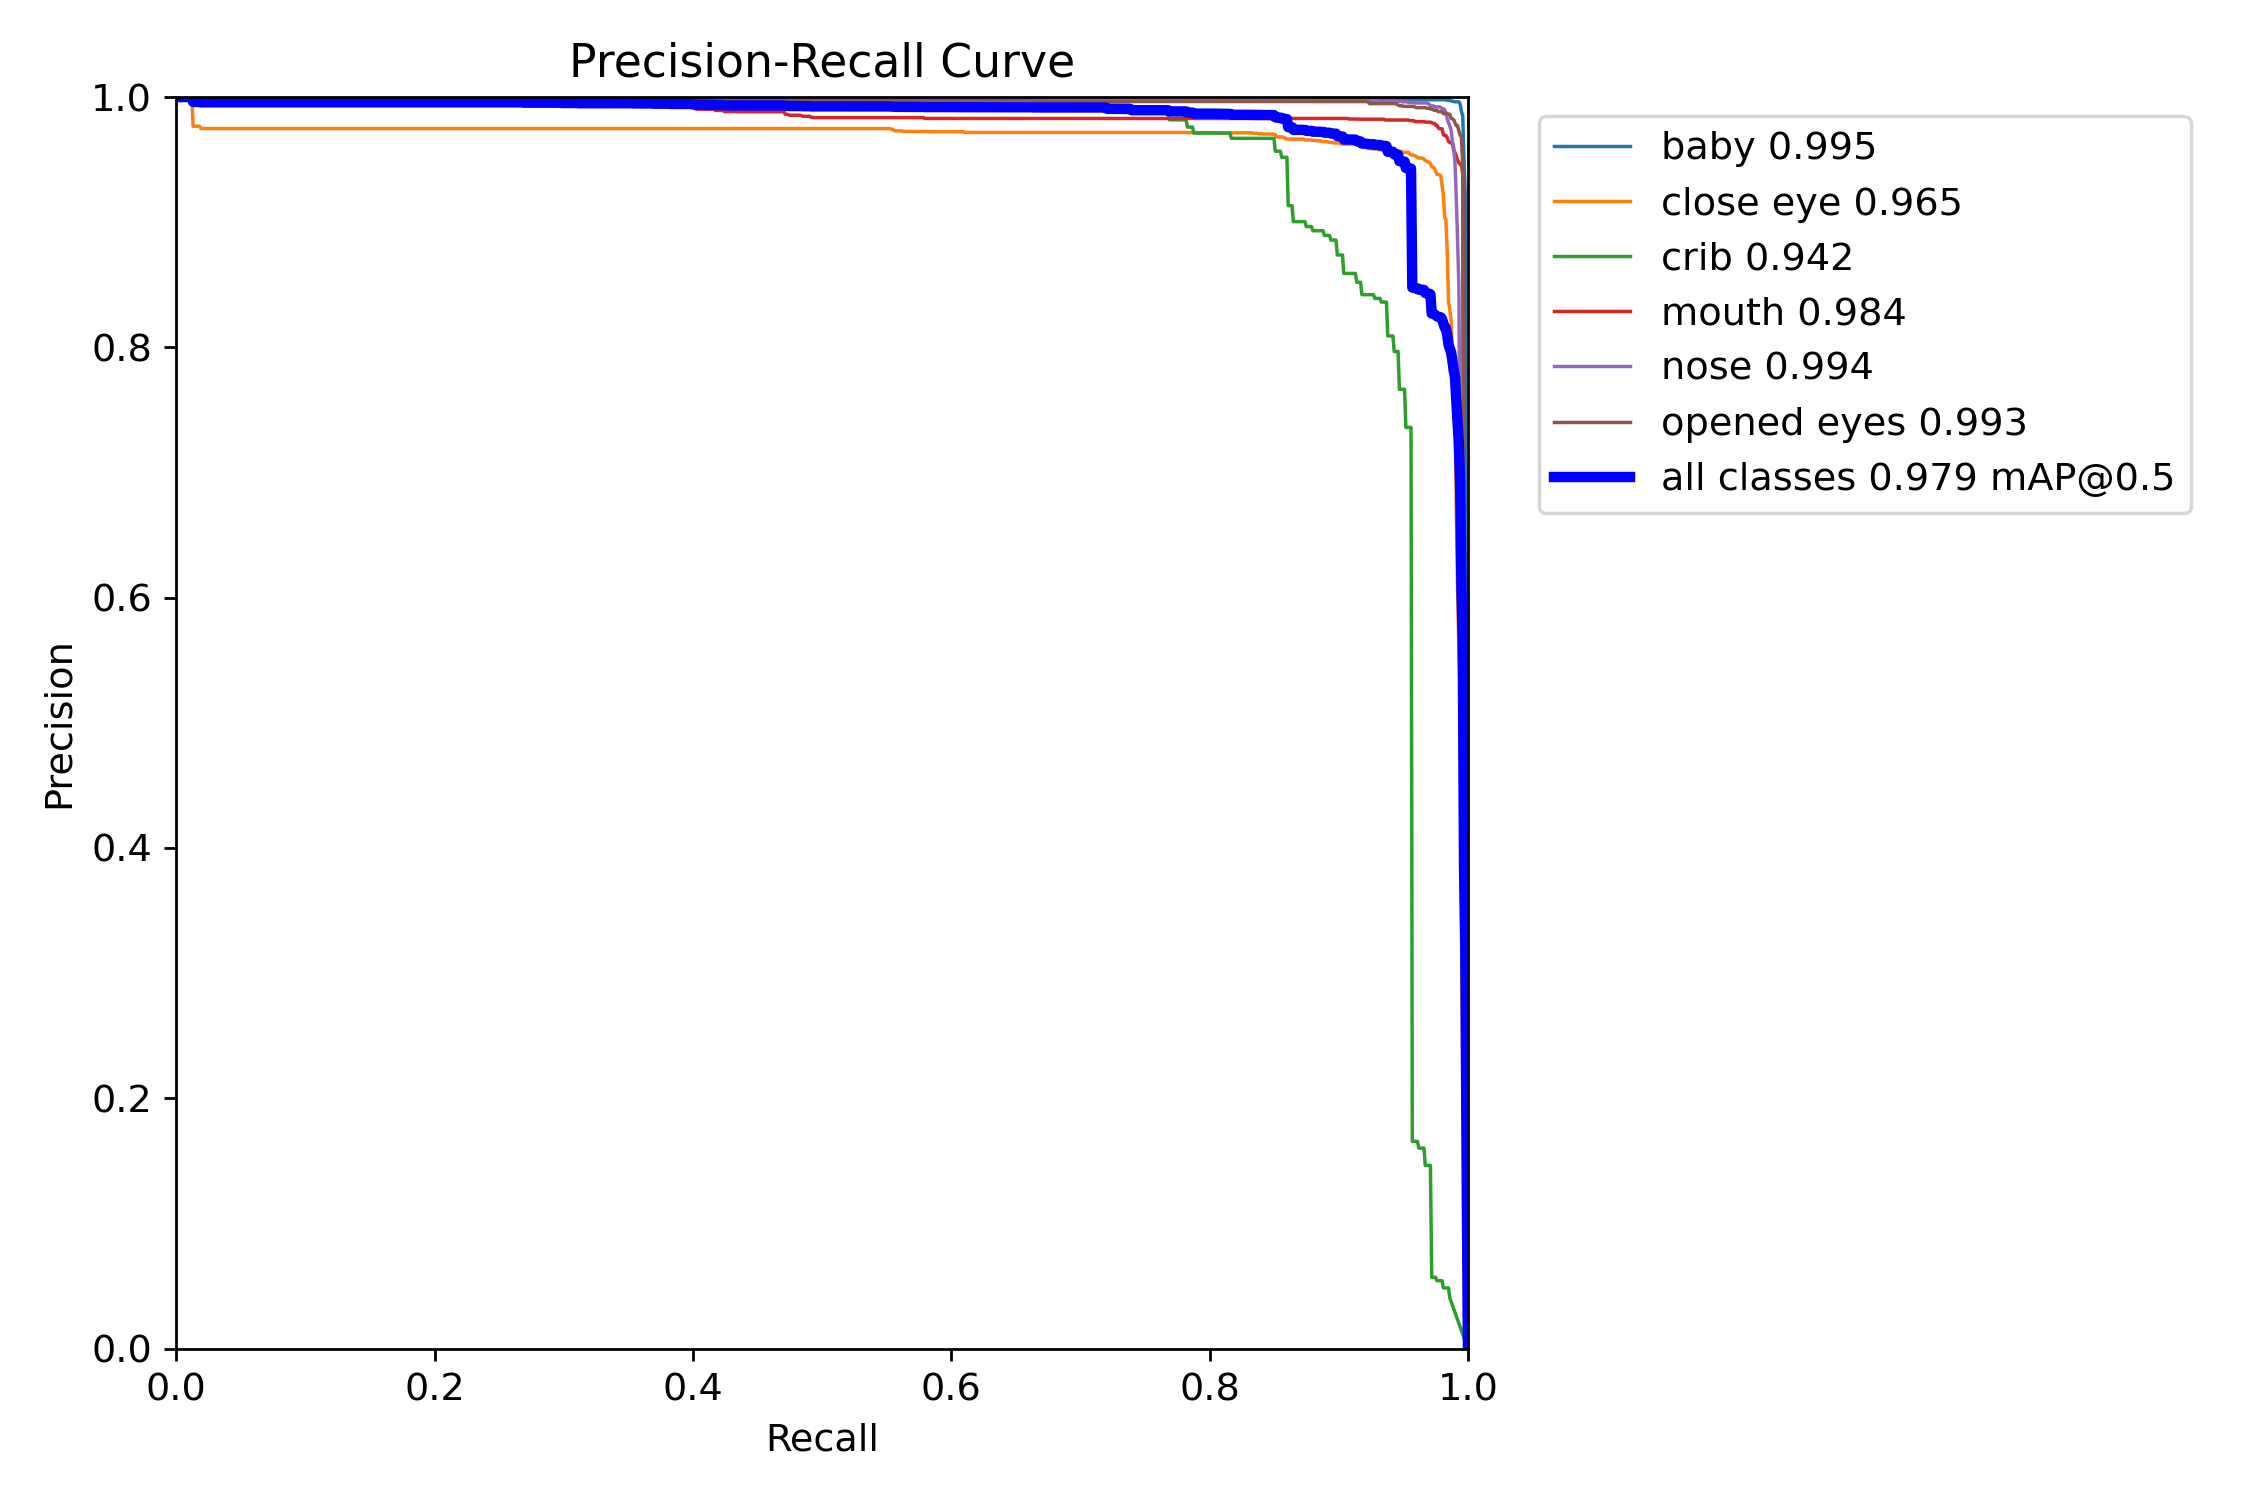 Precision-Recall Curve
1.0
0.8
0.6
0.4
0.2
0.0
Precision
0.0 0.2 0.4 0.6 0.8 1.0
Recall
baby 0.995
close eye 0.965
crib 0.942
mouth 0.984
nose 0.994
opened eyes 0.993
all classes 0.979 mAP@0.5